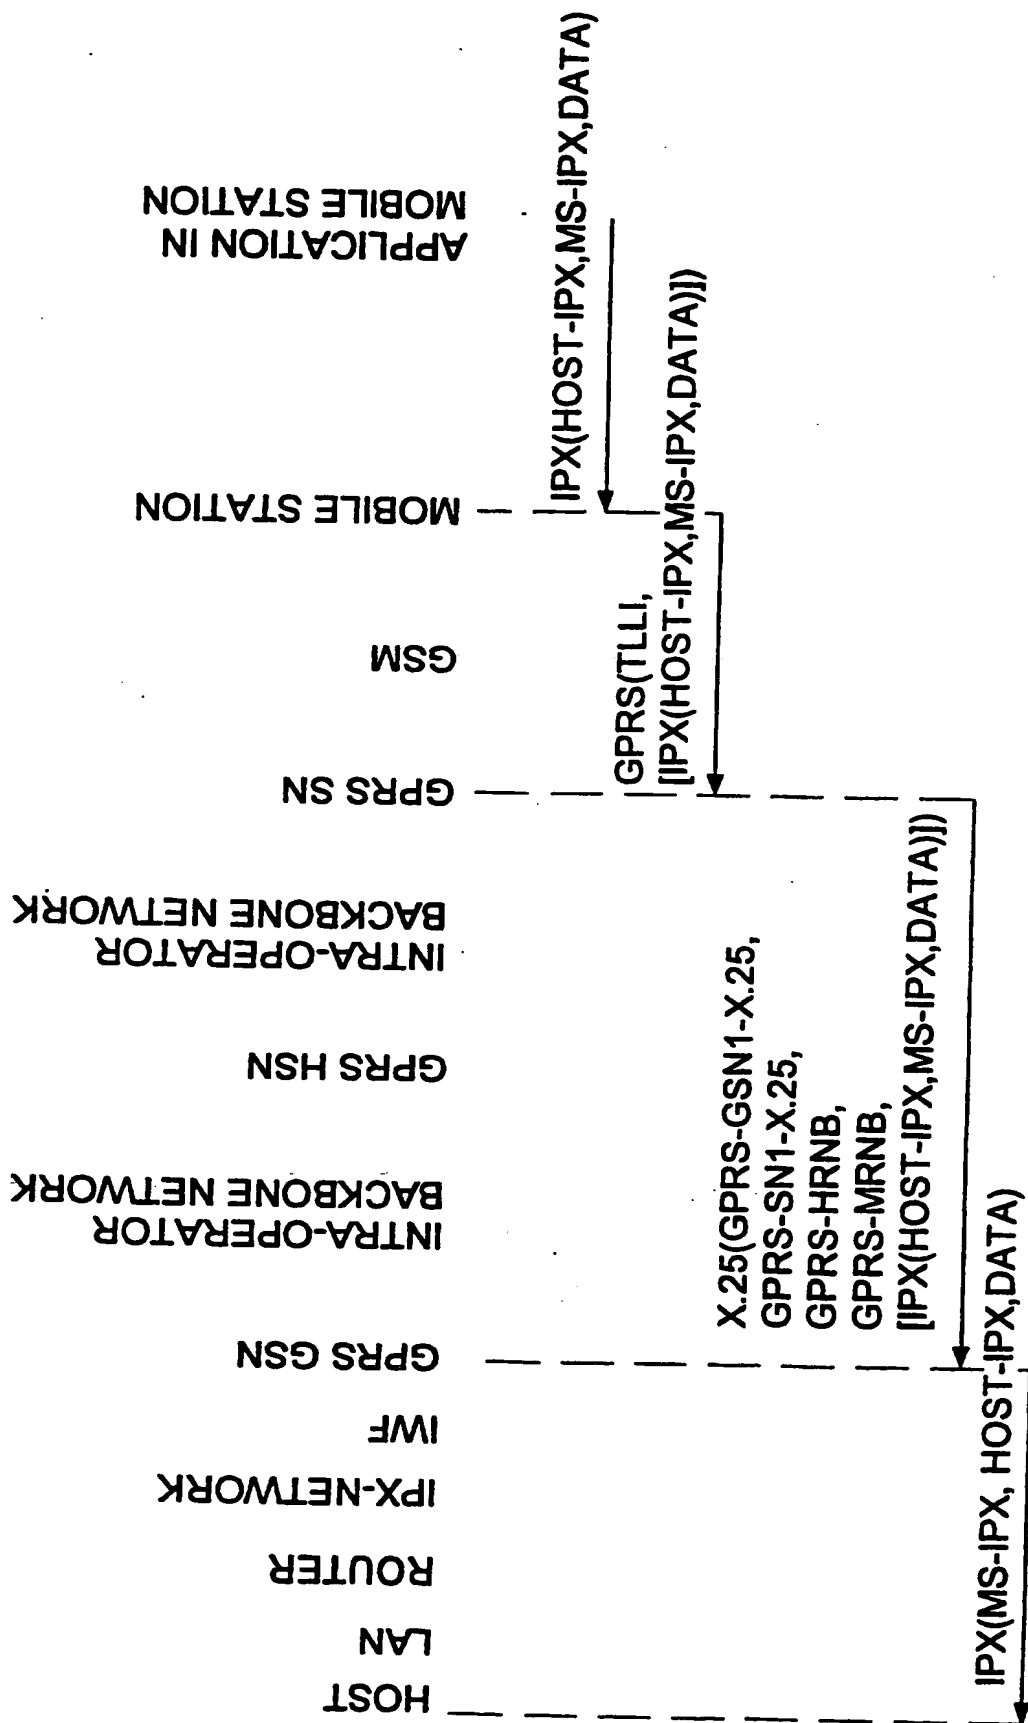 HOST
LAN
ROUTER
IPX-NETWORK
IWF
GPRS GSN
INTRA-OPERATOR
BACKBONE NETWORK
GPRS HSN
INTRA-OPERATOR
BACKBONE NETWORK
GPRS SN
GSM
MOBILE STATION
APPLICATION IN
MOBILE STATION
IPX(HOST-IPX,MS-IPX,DATA)
GPRS(TLLI,
[IPX(HOST-IPX,MS-IPX,DATA)])
X.25(GPRS-GSN1-X.25,
GPRS-SN1-X.25,
GPRS-HRNB,
GPRS-MRNB,
[IPX(HOST-IPX,MS-IPX,DATA)])
IPX(MS-IPX, HOST-IPX,DATA)